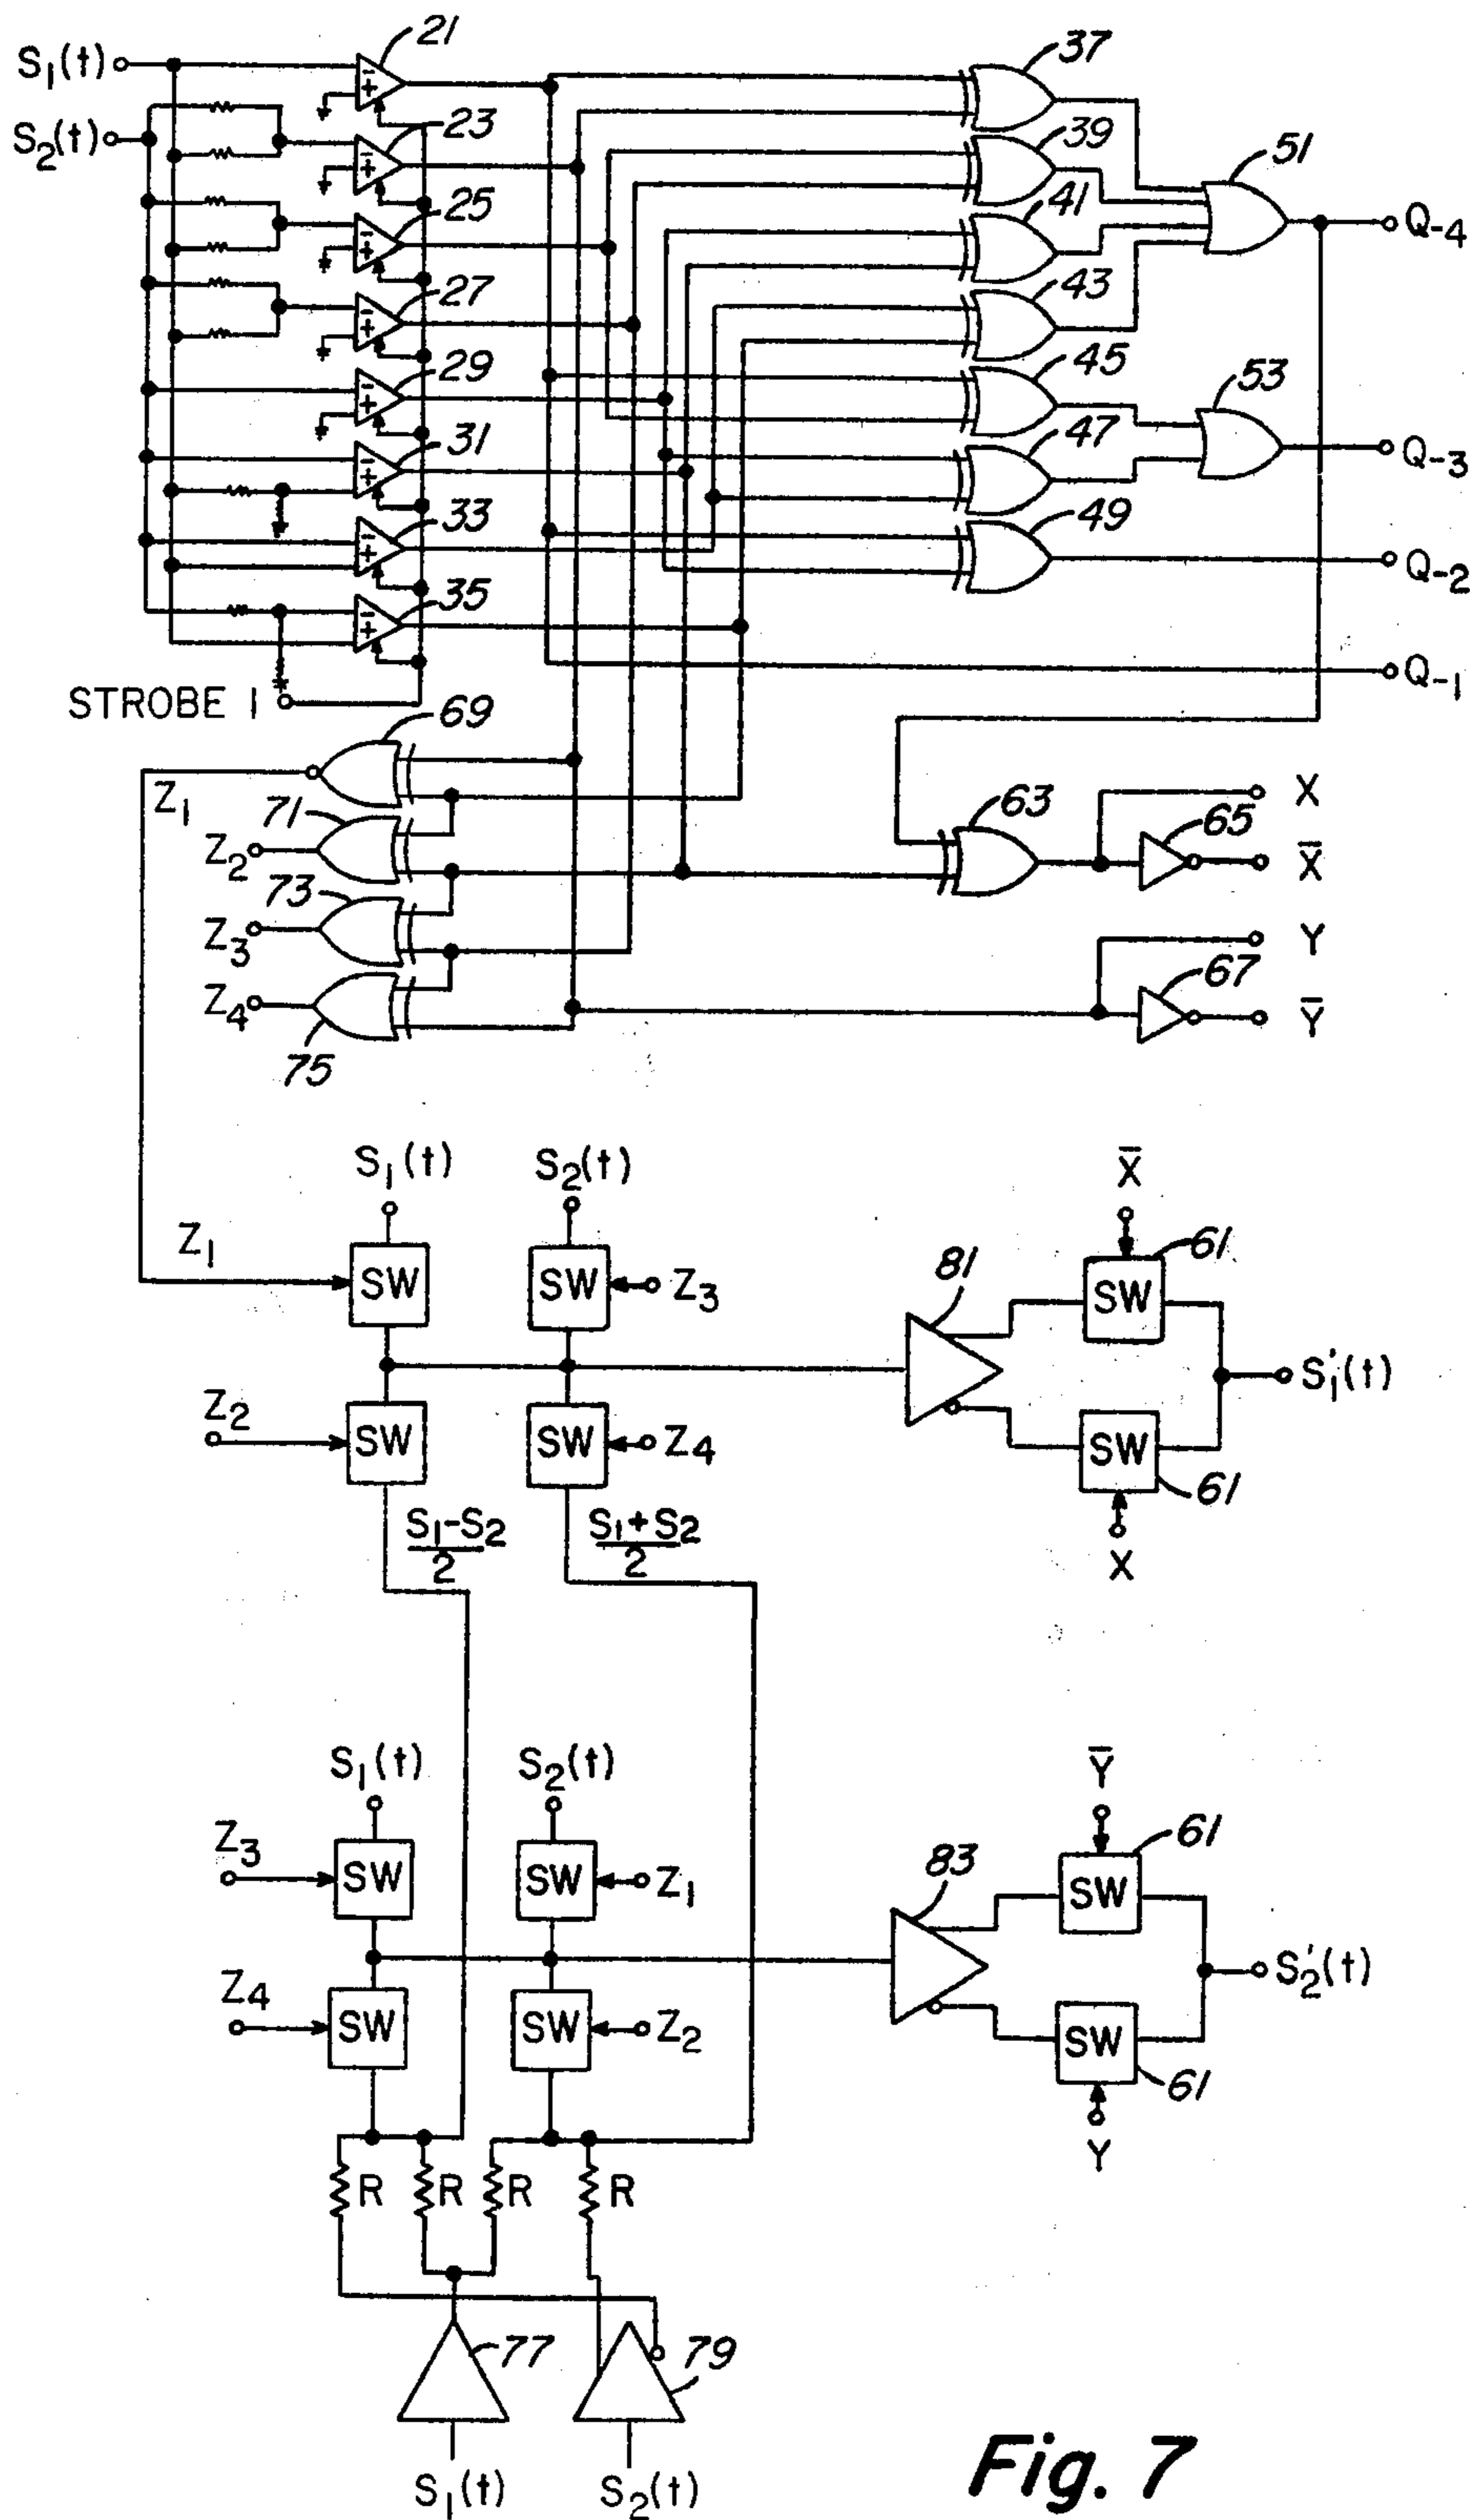 S₁(t)
21
37
S₂(t)
23
39
51
25
41
Q₋₄
27
43
29
45
53
31
47
Q₋₃
33
49
Q₋₂
35
Q₋₁
STROBE 1
69
Z₁
71
63
65
X
Z₂
X̅
73
Z₃
Y
67
Z₄
Y̅
75
S₁(t) S₂(t) X̅
Z₁
SW SW Z₃ 81 SW 61
S₁'(t)
Z₂
SW SW Z₄ SW 61
S₁-S₂/2 S₁+S₂/2 X
S₁(t) S₂(t) Y̅
Z₃ SW SW Z₁ 83 SW 61
S₂'(t)
Z₄ SW SW Z₂ SW 61
Y
R R R R
77 79
S₁(t) S₂(t)
Fig. 7
- + - + - + - + - + - + - + - +